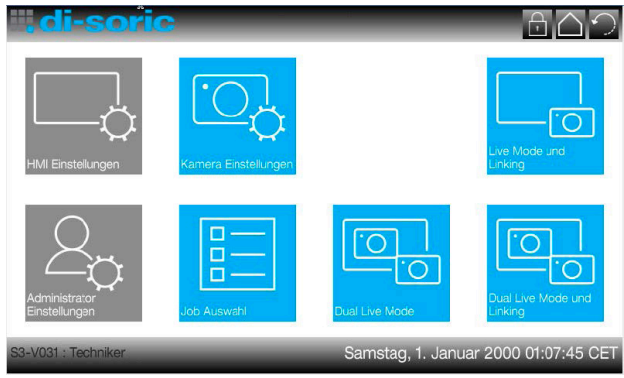 di-soric
HMI Einstellungen
Kamera Einstellungen
Live Mode und
Linking
Administrator
Einstellungen
Job Auswahl
Dual Live Mode
Dual Live Mode und
Linking
S3-V031 : Techniker
Samstag, 1. Januar 2000 01:07:45 CET